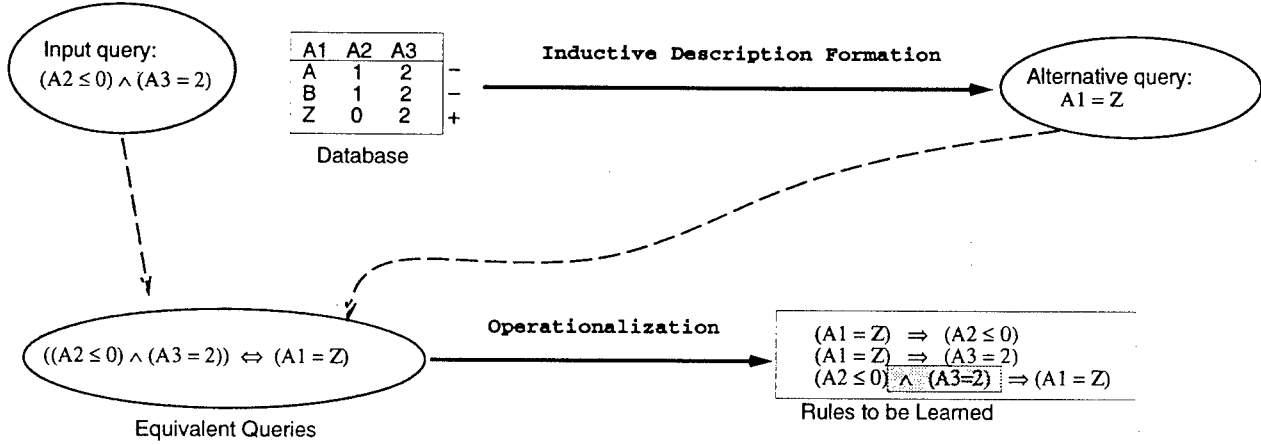 Input query:
(A2 ≤ 0) ∧ (A3 = 2)
A1 A2 A3
A 1 2 −
B 1 2 −
Z 0 2 +
Database
Inductive Description Formation
Alternative query:
A1 = Z
((A2 ≤ 0) ∧ (A3 = 2)) ⇔ (A1 = Z)
Equivalent Queries
Operationalization
(A1 = Z) ⇒ (A2 ≤ 0)
(A1 = Z) ⇒ (A3 = 2)
(A2 ≤ 0) ∧ (A3=2) ⇒ (A1 = Z)
Rules to be Learned